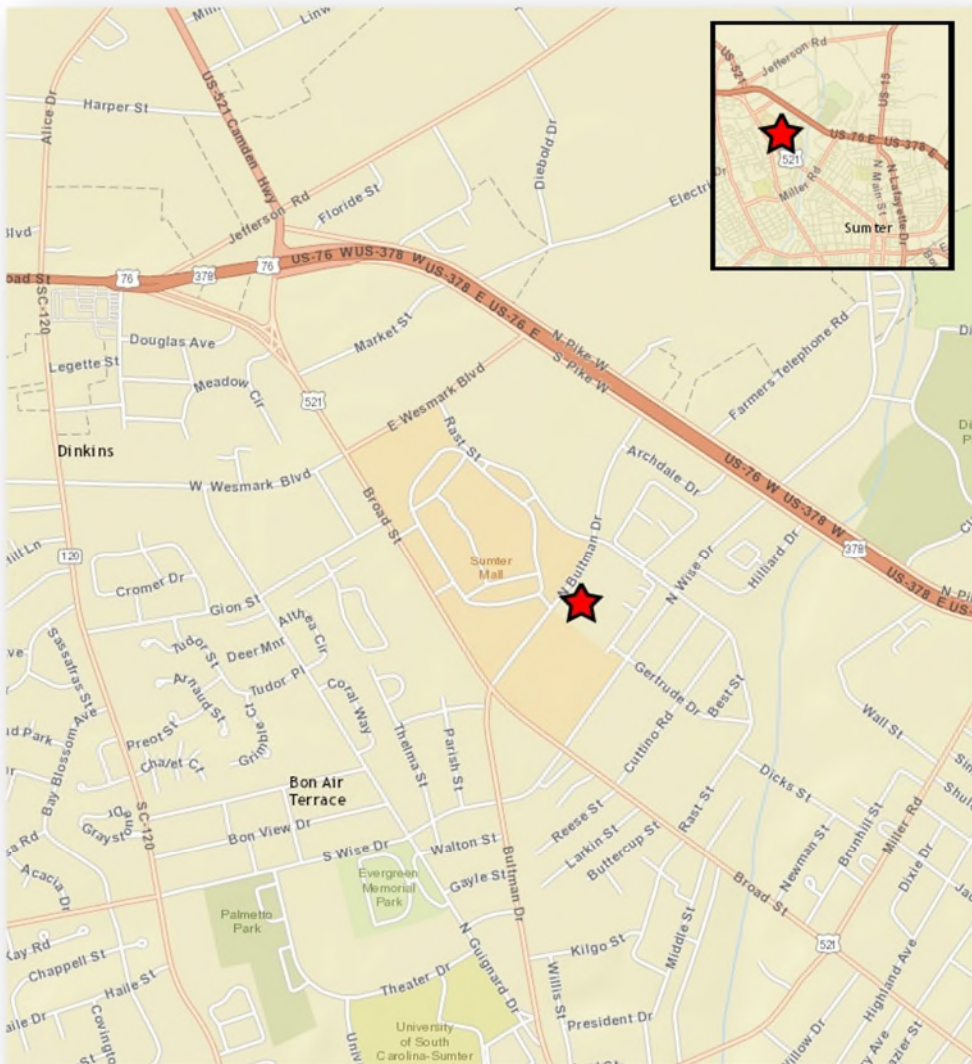 Harper St
Alice Dr
US-521 Camden Hwy
Jefferson Rd
Floride St
Diebold Dr
Jefferson Rd
US-521
US-15
US-76 E US-378 E
521
Miller Rd
N Main St
N Lafayette Dr
Sumter
76
378
76
US-76 W US-378 W
US-378 E US-76 E
SC-120
Douglas Ave
Legette St
Meadow Cir
Market St
521
N Pike W
S Pike W
Farmers Telephone Rd
E Wesmark Blvd
Rast St
Dinkins
W Wesmark Blvd
Broad St
Archdale Dr
US-76 W US-378 W
378
120
Sumter
Mall
N Bultman Dr
N Wise Dr
Hilliard Dr
US-378 E US
Cromer Dr
Gion St
Althea Cir
Tudor St
Deer Mnr
Sassafras St
Arnaud St
Tudor Pl
Coral Way
Gertrude Dr
Best St
Bay Blossom Ave
Preot St
Grimble Ct
Chalet Ct
Thelma St
Parish St
Cuttino Rd
Wall St
Bon Air
Terrace
Dicks St
SC-120
Bon View Dr
Reese St
Rast St
Miller Rd
S Wise Dr
Walton St
Larkin St
Buttercup St
Newman St
Brunhill St
Dixie Dr
Acacia Dr
Evergreen
Memorial
Park
Gayle St
Bultman Dr
Broad St
Palmetto
Park
N Guignard Dr
Kilgo St
Middle St
521
Highland Ave
Chappell St
Haile St
Theater Dr
Willis St
President Dr
University
of South
Carolina-Sumter